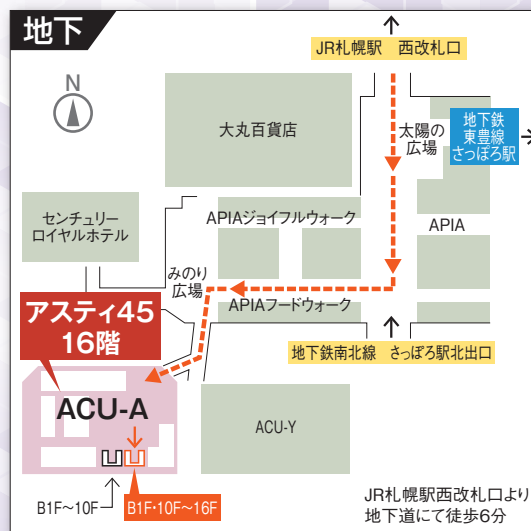 地下
JR札幌駅　西改札口
N
大丸百貨店
太陽の
広場
地下鉄
東豊線
さっぽろ駅
センチュリー
ロイヤルホテル
APIAジョイフルウォーク
APIA
みのり
広場
APIAフードウォーク
アスティ45
16階
地下鉄南北線　さっぽろ駅北出口
ACU-A
ACU-Y
B1F～10F
B1F・10F～16F
JR札幌駅西改札口より
地下道にて徒歩6分